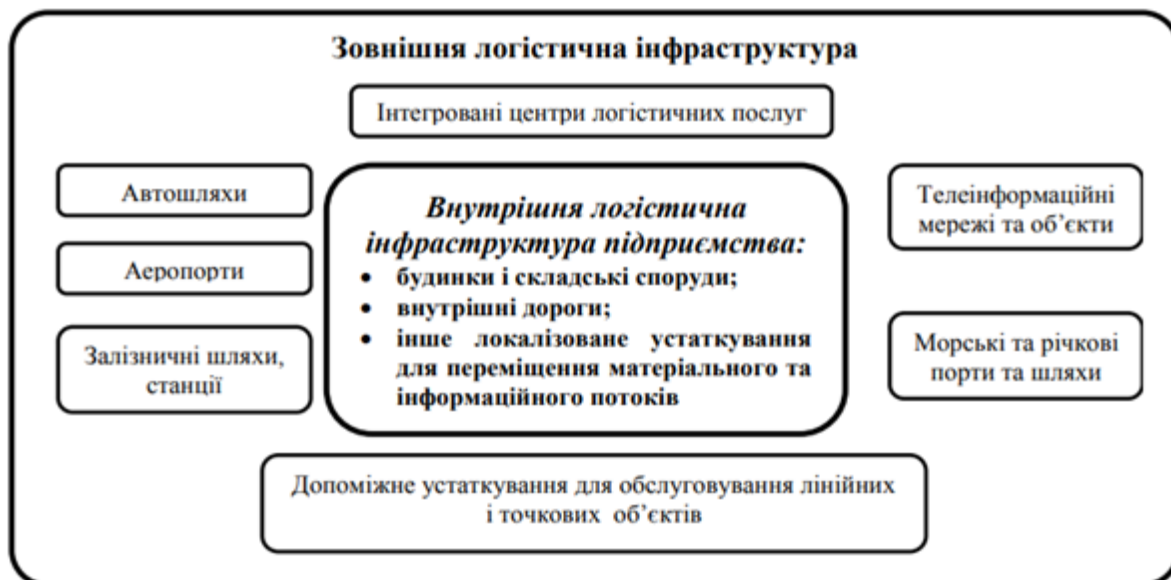 Зовнішня логістична інфраструктура
Інтегровані центри логістичних послуг
Автошляхи
Аеропорти
Залізничні шляхи,
станції
Внутрішня логістична
інфраструктура підприємства:
• будинки і складські споруди;
• внутрішні дороги;
• інше локалізоване устаткування
для переміщення матеріального та
інформаційного потоків
Телеінформаційні
мережі та об’єкти
Морські та річкові
порти та шляхи
Допоміжне устаткування для обслуговування лінійних
і точкових об’єктів